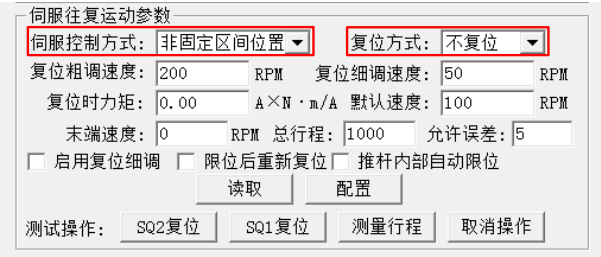 伺服往复运动参数
伺服控制方式: 非固定区间位置 复位方式: 不复位
复位粗调速度: 200 RPM 复位细调速度: 50 RPM
复位时力矩: 0.00 A×N·m/A 默认速度: 100 RPM
末端速度: 0 RPM 总行程: 1000 允许误差: 5
启用复位细调 限位后重新复位 推杆内部自动限位
读取 配置
测试操作: SQ2复位 SQ1复位 测量行程 取消操作